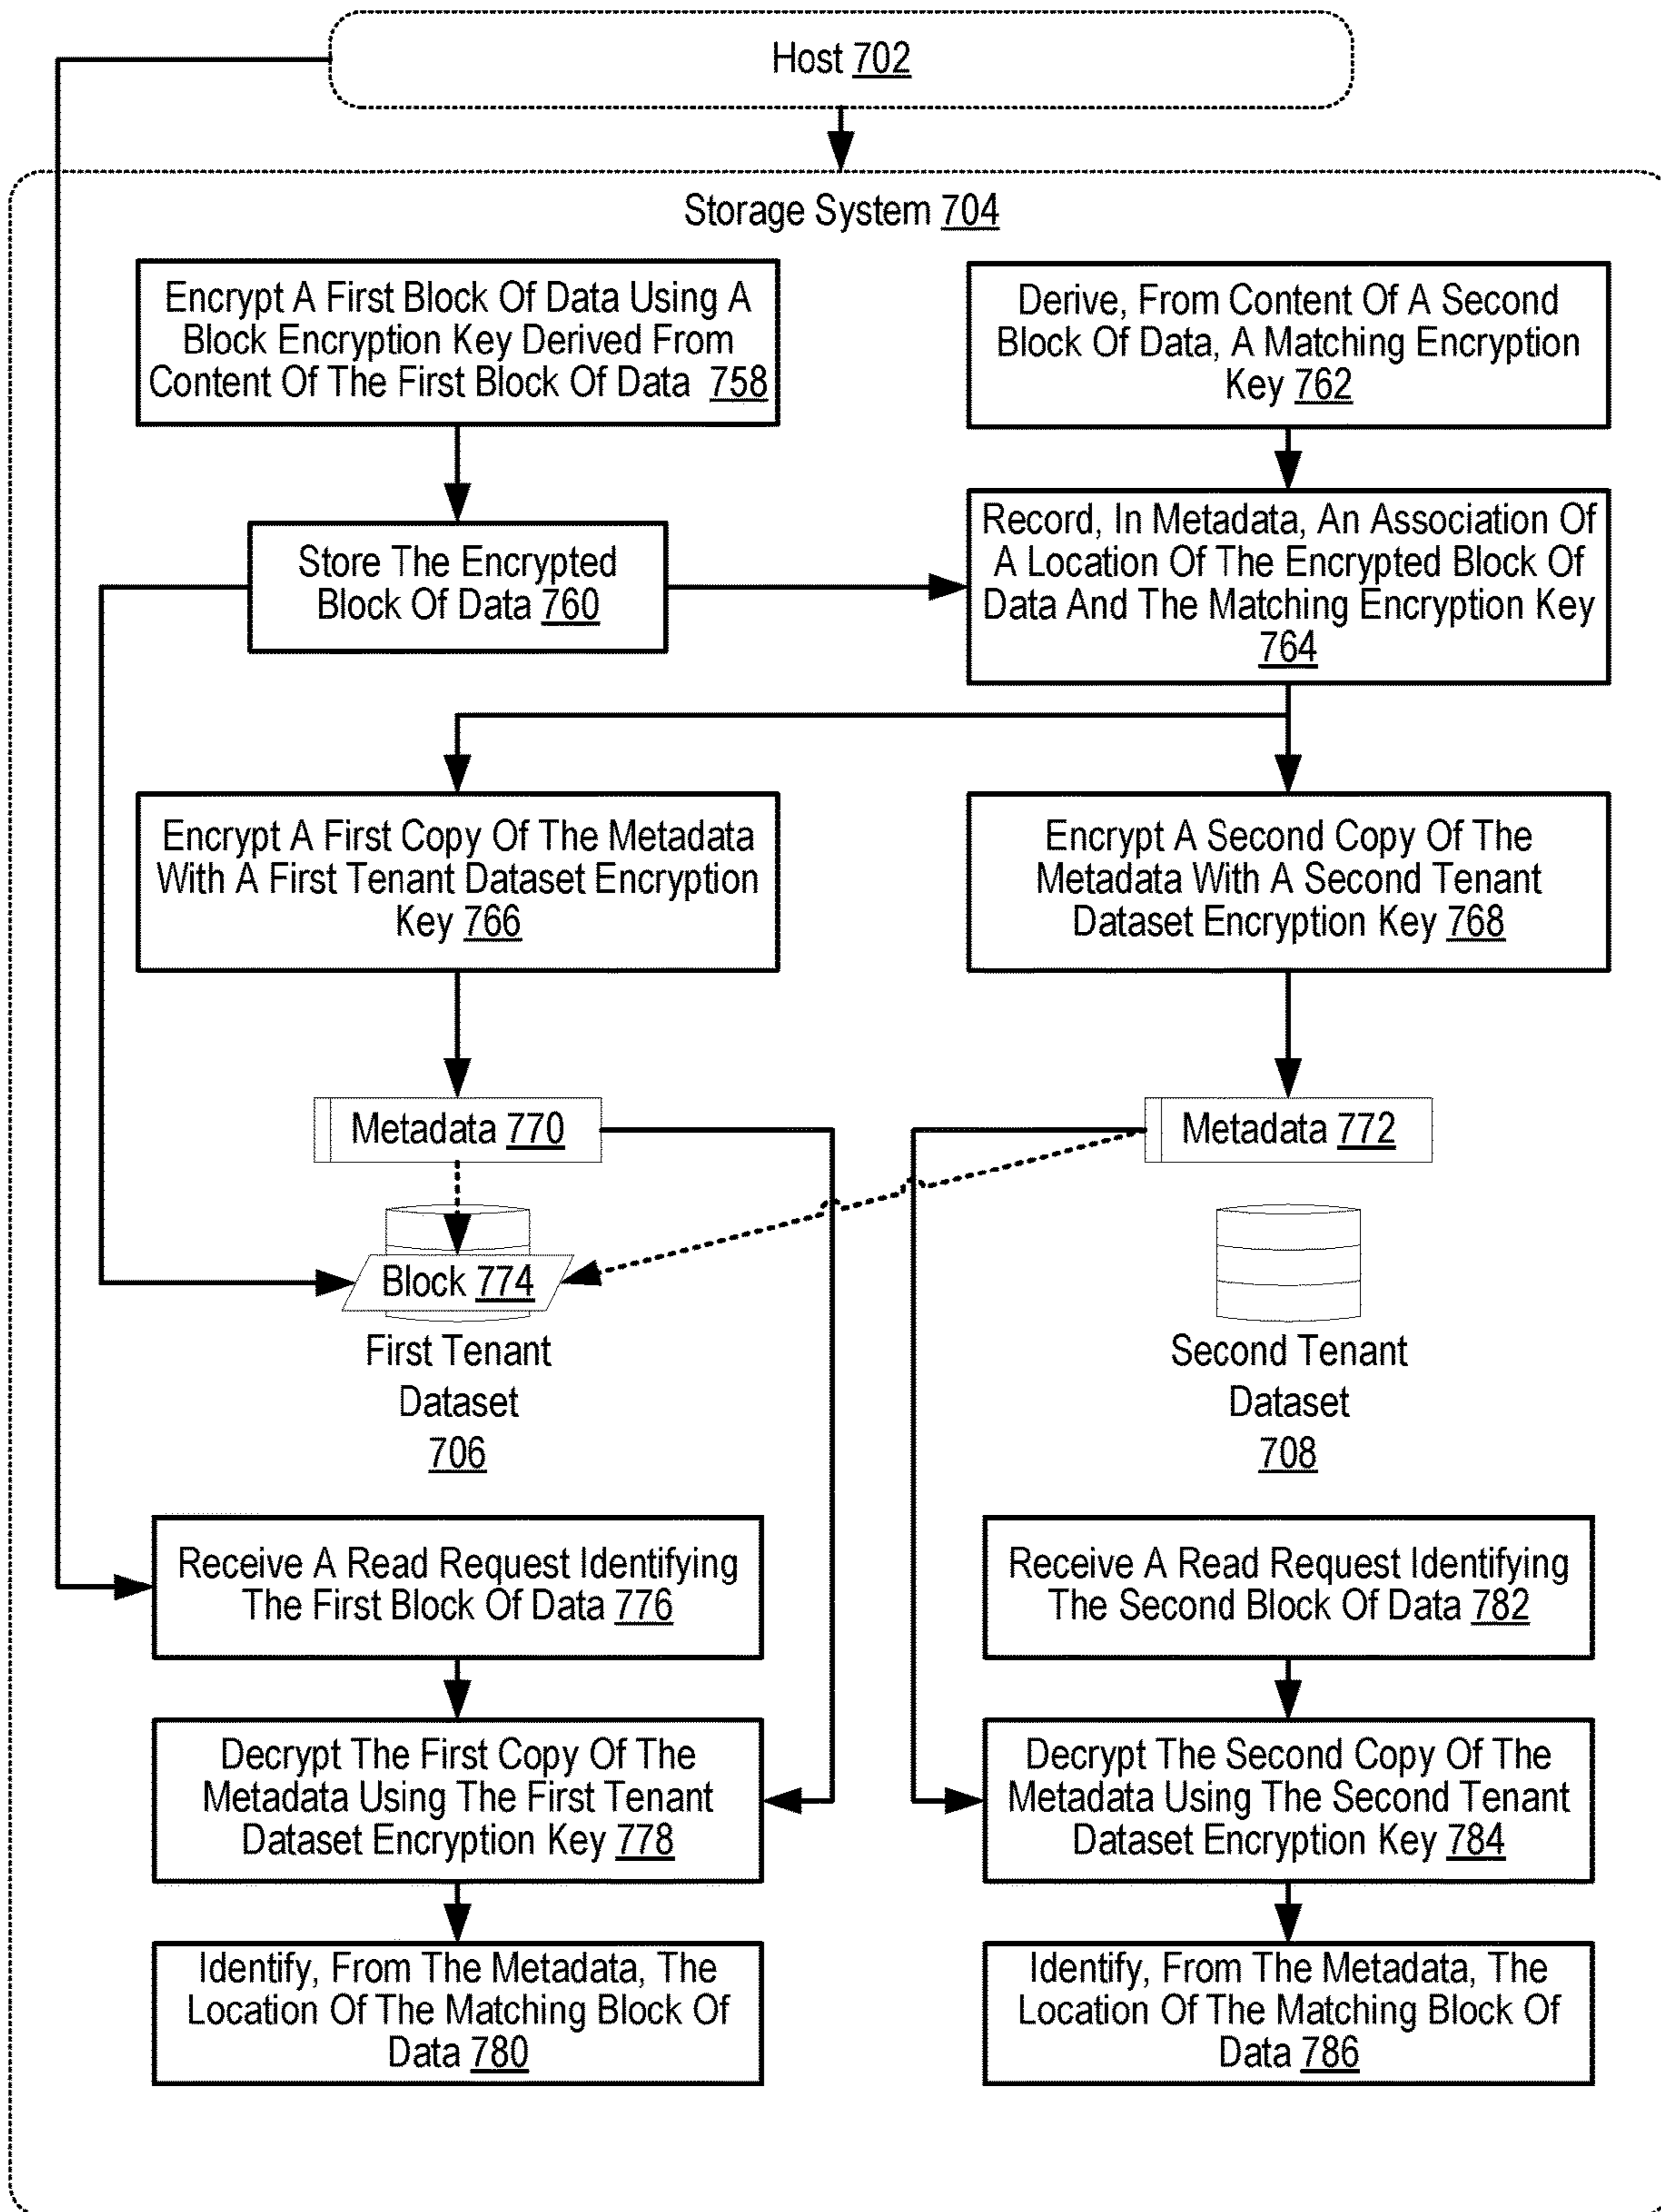 Host 702
Storage System 704
Encrypt A First Block Of Data Using A
Block Encryption Key Derived From
Content Of The First Block Of Data 758
Derive, From Content Of A Second
Block Of Data, A Matching Encryption
Key 762
Store The Encrypted
Block Of Data 760
Record, In Metadata, An Association Of
A Location Of The Encrypted Block Of
Data And The Matching Encryption Key
764
Encrypt A First Copy Of The Metadata
With A First Tenant Dataset Encryption
Key 766
Encrypt A Second Copy Of The
Metadata With A Second Tenant
Dataset Encryption Key 768
Metadata 770
Metadata 772
Block 774
First Tenant
Dataset
706
Second Tenant
Dataset
708
Receive A Read Request Identifying
The First Block Of Data 776
Receive A Read Request Identifying
The Second Block Of Data 782
Decrypt The First Copy Of The
Metadata Using The First Tenant
Dataset Encryption Key 778
Decrypt The Second Copy Of The
Metadata Using The Second Tenant
Dataset Encryption Key 784
Identify, From The Metadata, The
Location Of The Matching Block Of
Data 780
Identify, From The Metadata, The
Location Of The Matching Block Of
Data 786